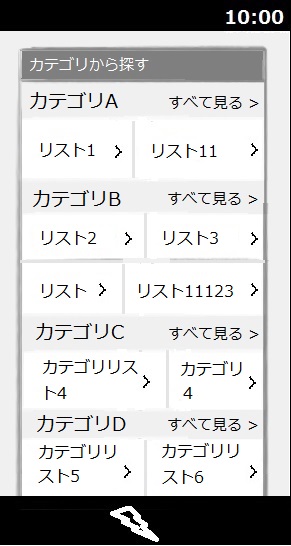 10:00
カテゴリから探す
カテゴリA すべて見る >
リスト1 > リスト11 >
カテゴリB すべて見る >
リスト2 > リスト3 >
リスト > リスト11123 >
カテゴリC すべて見る >
カテゴリリス
ト4 >
カテゴリ
4 >
カテゴリD すべて見る >
カテゴリリ
スト5 >
カテゴリリ
スト6 >